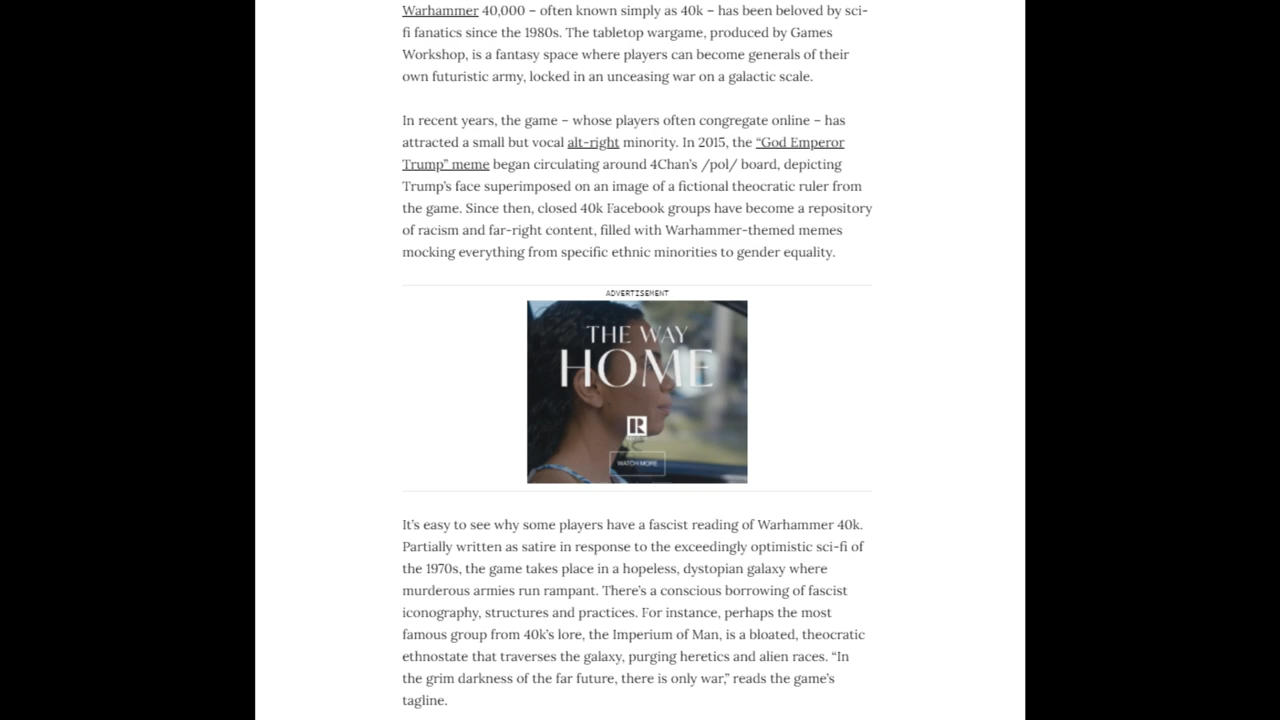 Warhammer 40,000 – often known simply as 40k – has been beloved by sci-
fi fanatics since the 1980s. The tabletop wargame, produced by Games
Workshop, is a fantasy space where players can become generals of their
own futuristic army, locked in an unceasing war on a galactic scale.
In recent years, the game – whose players often congregate online – has
attracted a small but vocal alt-right minority. In 2015, the “God Emperor
Trump” meme began circulating around 4Chan’s /pol/ board, depicting
Trump’s face superimposed on an image of a fictional theocratic ruler from
the game. Since then, closed 40k Facebook groups have become a repository
of racism and far-right content, filled with Warhammer-themed memes
mocking everything from specific ethnic minorities to gender equality.
ADVERTISEMENT
THE WAY
HOME
R
WATCH MORE
It’s easy to see why some players have a fascist reading of Warhammer 40k.
Partially written as satire in response to the exceedingly optimistic sci-fi of
the 1970s, the game takes place in a hopeless, dystopian galaxy where
murderous armies run rampant. There’s a conscious borrowing of fascist
iconography, structures and practices. For instance, perhaps the most
famous group from 40k’s lore, the Imperium of Man, is a bloated, theocratic
ethnostate that traverses the galaxy, purging heretics and alien races. “In
the grim darkness of the far future, there is only war,” reads the game’s
tagline.